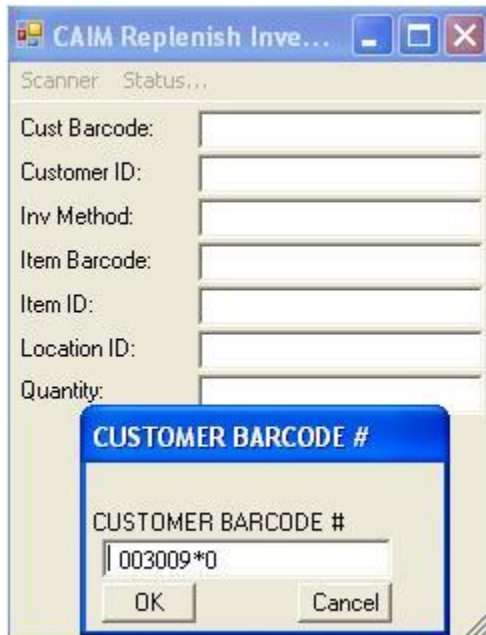 CAIM Replenish Inve...
Scanner Status...
Cust Barcode:
Customer ID:
Inv Method:
Item Barcode:
Item ID:
Location ID:
Quantity:
CUSTOMER BARCODE #
CUSTOMER BARCODE #
003009*0
OK Cancel